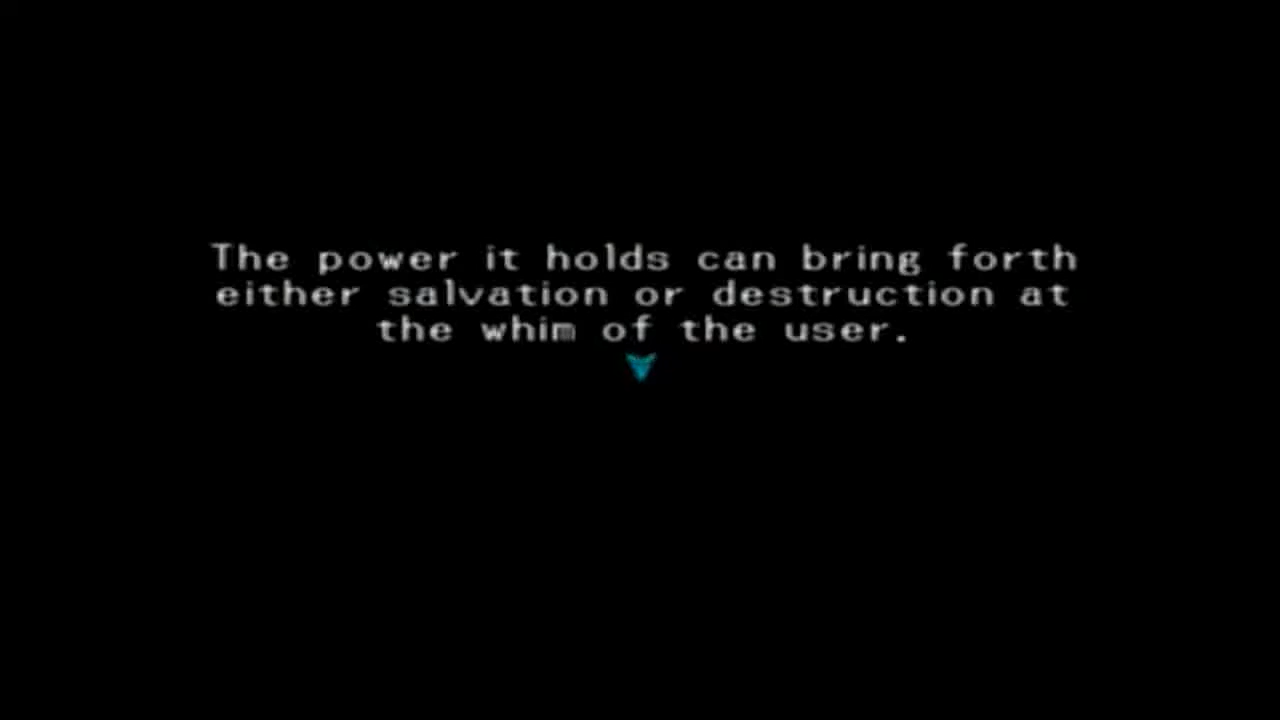 The power it holds can bring forth
either salvation or destruction at
the whim of the user.